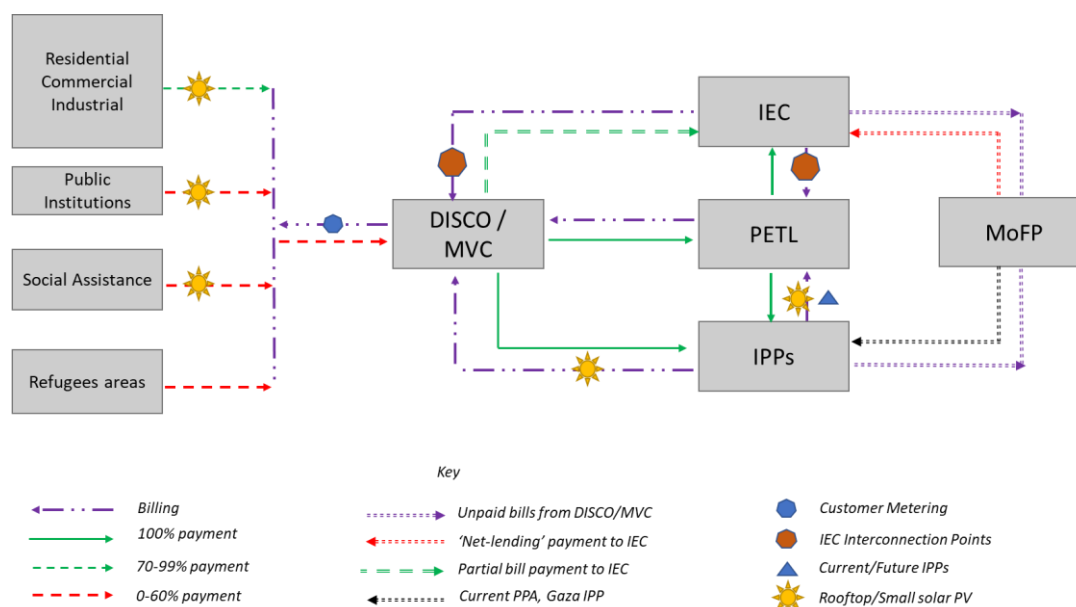 Residential
Commercial
Industrial
Public
Institutions
Social Assistance
Refugees areas
DISCO /
MVC
IEC
PETL
IPPs
MoFP
Key
Billing
100% payment
70-99% payment
0-60% payment
Unpaid bills from DISCO/MVC
‘Net-lending’ payment to IEC
Partial bill payment to IEC
Current PPA, Gaza IPP
Customer Metering
IEC Interconnection Points
Current/Future IPPs
Rooftop/Small solar PV